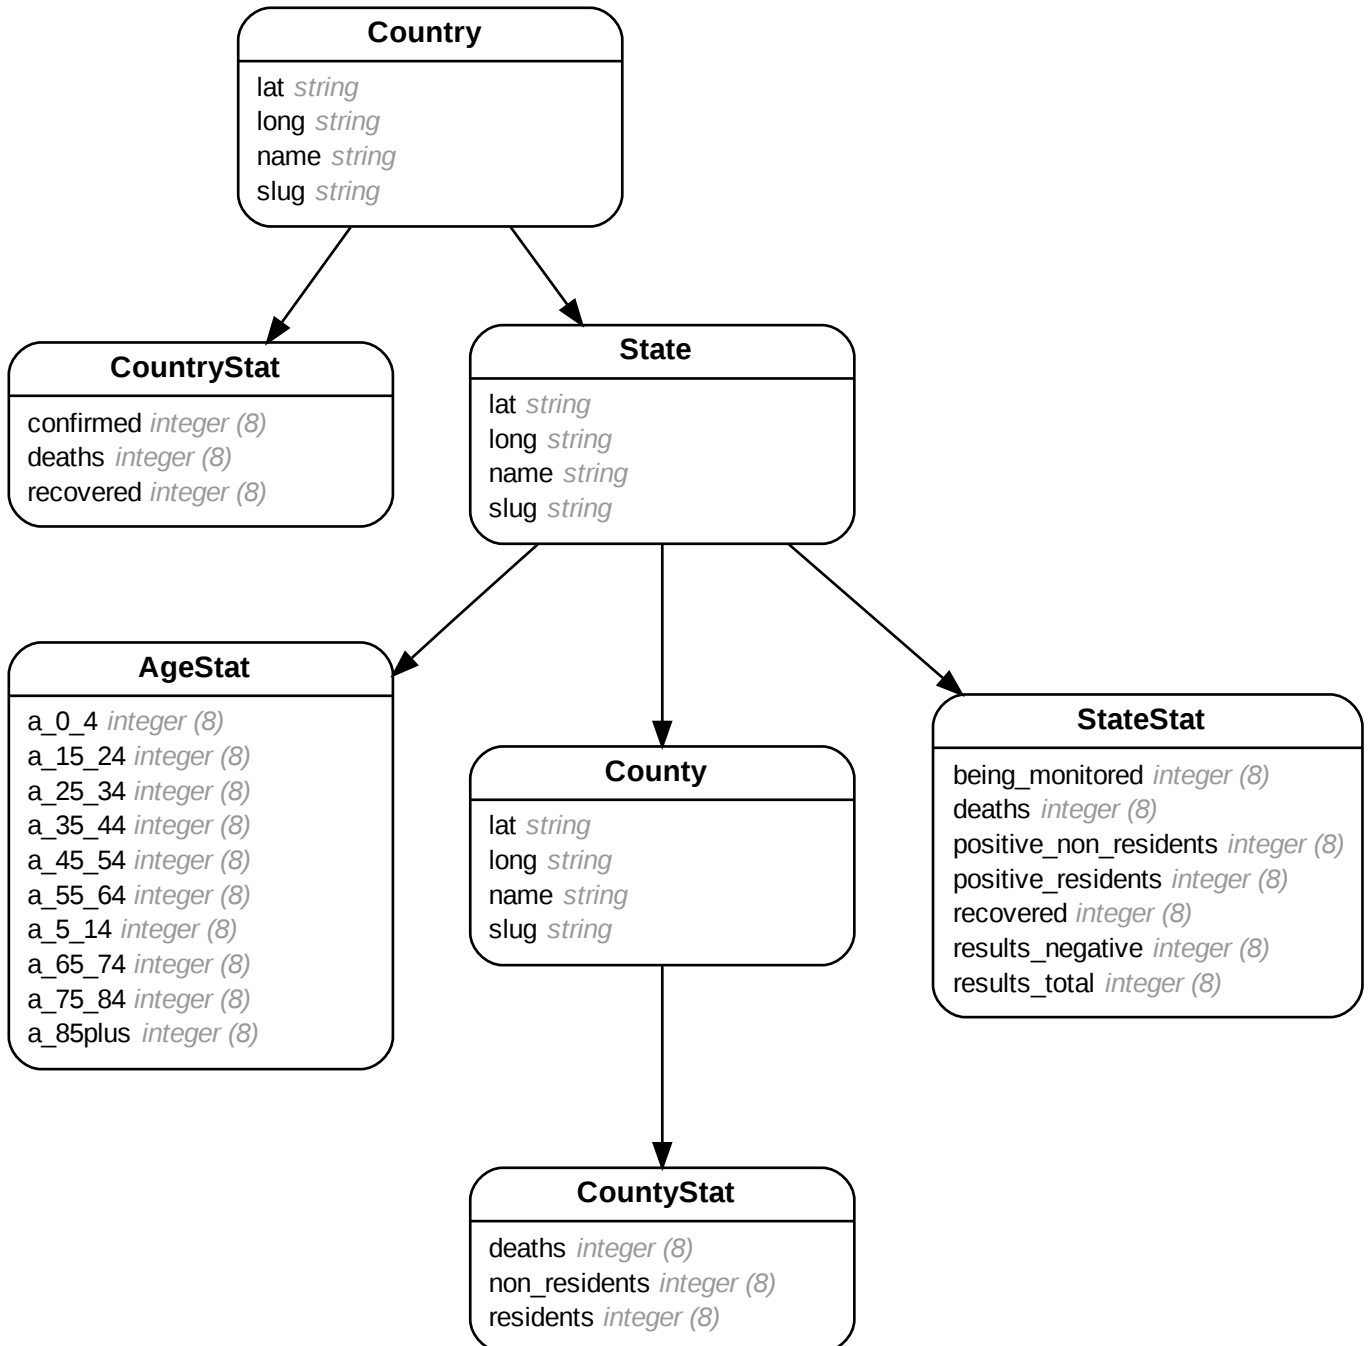 Country
lat string
long string
name string
slug string
CountryStat
confirmed integer (8)
deaths integer (8)
recovered integer (8)
State
lat string
long string
name string
slug string
AgeStat
a_0_4 integer (8)
a_15_24 integer (8)
a_25_34 integer (8)
a_35_44 integer (8)
a_45_54 integer (8)
a_55_64 integer (8)
a_5_14 integer (8)
a_65_74 integer (8)
a_75_84 integer (8)
a_85plus integer (8)
County
lat string
long string
name string
slug string
StateStat
being_monitored integer (8)
deaths integer (8)
positive_non_residents integer (8)
positive_residents integer (8)
recovered integer (8)
results_negative integer (8)
results_total integer (8)
CountyStat
deaths integer (8)
non_residents integer (8)
residents integer (8)